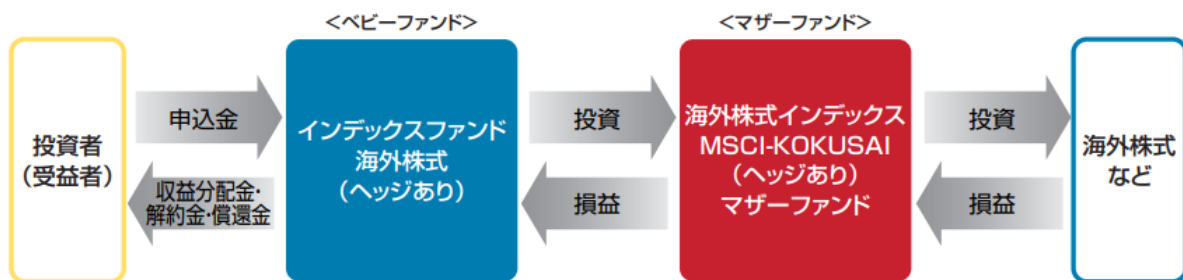 <ベビーファンド>
<マザーファンド>
投資者
(受益者)
申込金
収益分配金・
解約金・償還金
インデックスファンド
海外株式
(ヘッジあり)
投資
損益
海外株式インデックス
MSCI-KOKUSAI
(ヘッジあり)
マザーファンド
投資
損益
海外株式
など